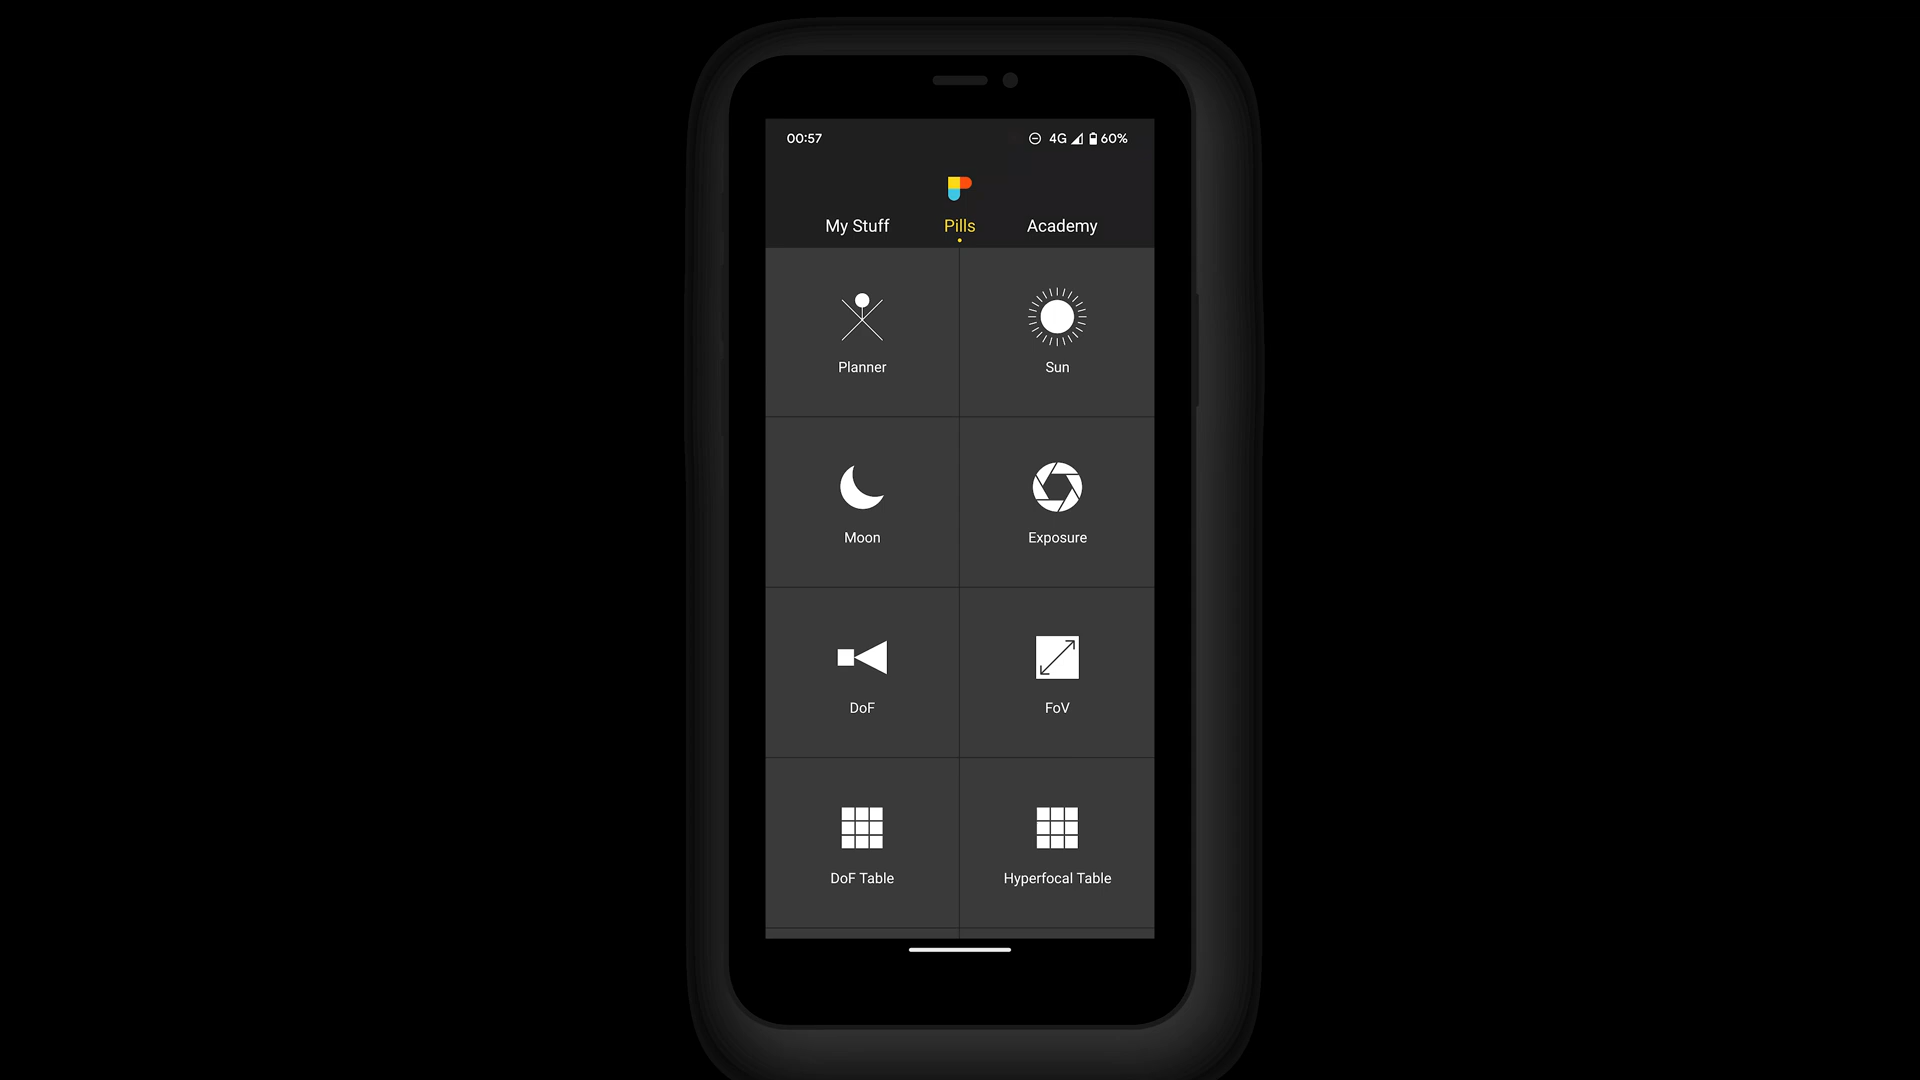 00:57 4G 60%
My Stuff Pills Academy
Planner Sun
Moon Exposure
DoF FoV
DoF Table Hyperfocal Table